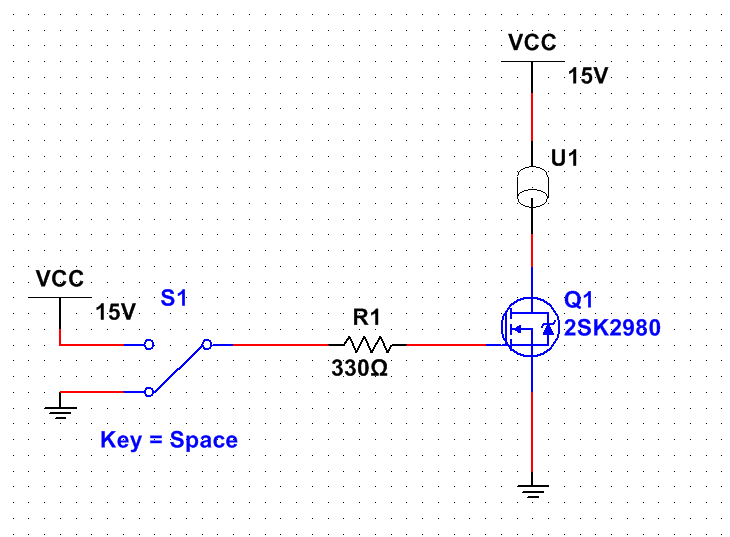 VCC
15V
U1
VCC
15V
S1
R1
330Ω
Q1
2SK2980
Key = Space